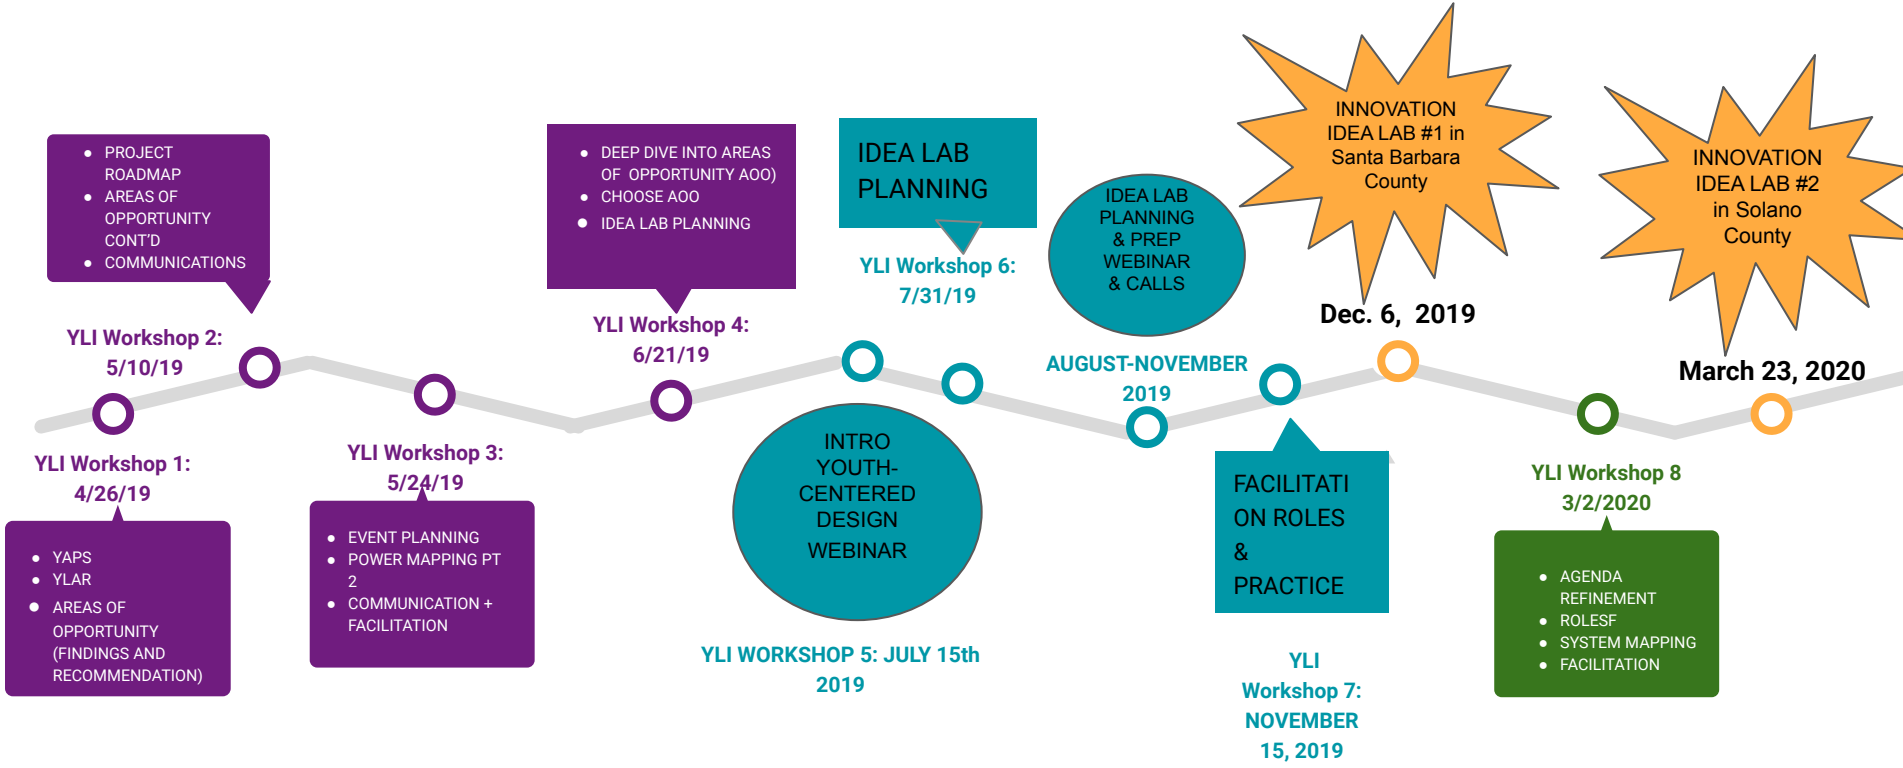 ● PROJECT
ROADMAP
● AREAS OF
OPPORTUNITY
CONT'D
● COMMUNICATIONS
YLI Workshop 2:
5/10/19
YLI Workshop 1:
4/26/19
● YAPS
● YLAR
● AREAS OF
OPPORTUNITY
(FINDINGS AND
RECOMMENDATION)
YLI Workshop 3:
5/24/19
● EVENT PLANNING
● POWER MAPPING PT
2
● COMMUNICATION +
FACILITATION
● DEEP DIVE INTO AREAS
OF OPPORTUNITY AOO)
● CHOOSE AOO
● IDEA LAB PLANNING
YLI Workshop 4:
6/21/19
INTRO
YOUTH-
CENTERED
DESIGN
WEBINAR
YLI WORKSHOP 5: JULY 15th
2019
IDEA LAB
PLANNING
YLI Workshop 6:
7/31/19
IDEA LAB
PLANNING
& PREP
WEBINAR
& CALLS
AUGUST-NOVEMBER
2019
FACILITATI
ON ROLES
&
PRACTICE
YLI
Workshop 7:
NOVEMBER
15, 2019
INNOVATION
IDEA LAB #1 in
Santa Barbara
County
Dec. 6, 2019
YLI Workshop 8
3/2/2020
● AGENDA
REFINEMENT
● ROLESF
● SYSTEM MAPPING
● FACILITATION
INNOVATION
IDEA LAB #2
in Solano
County
March 23, 2020